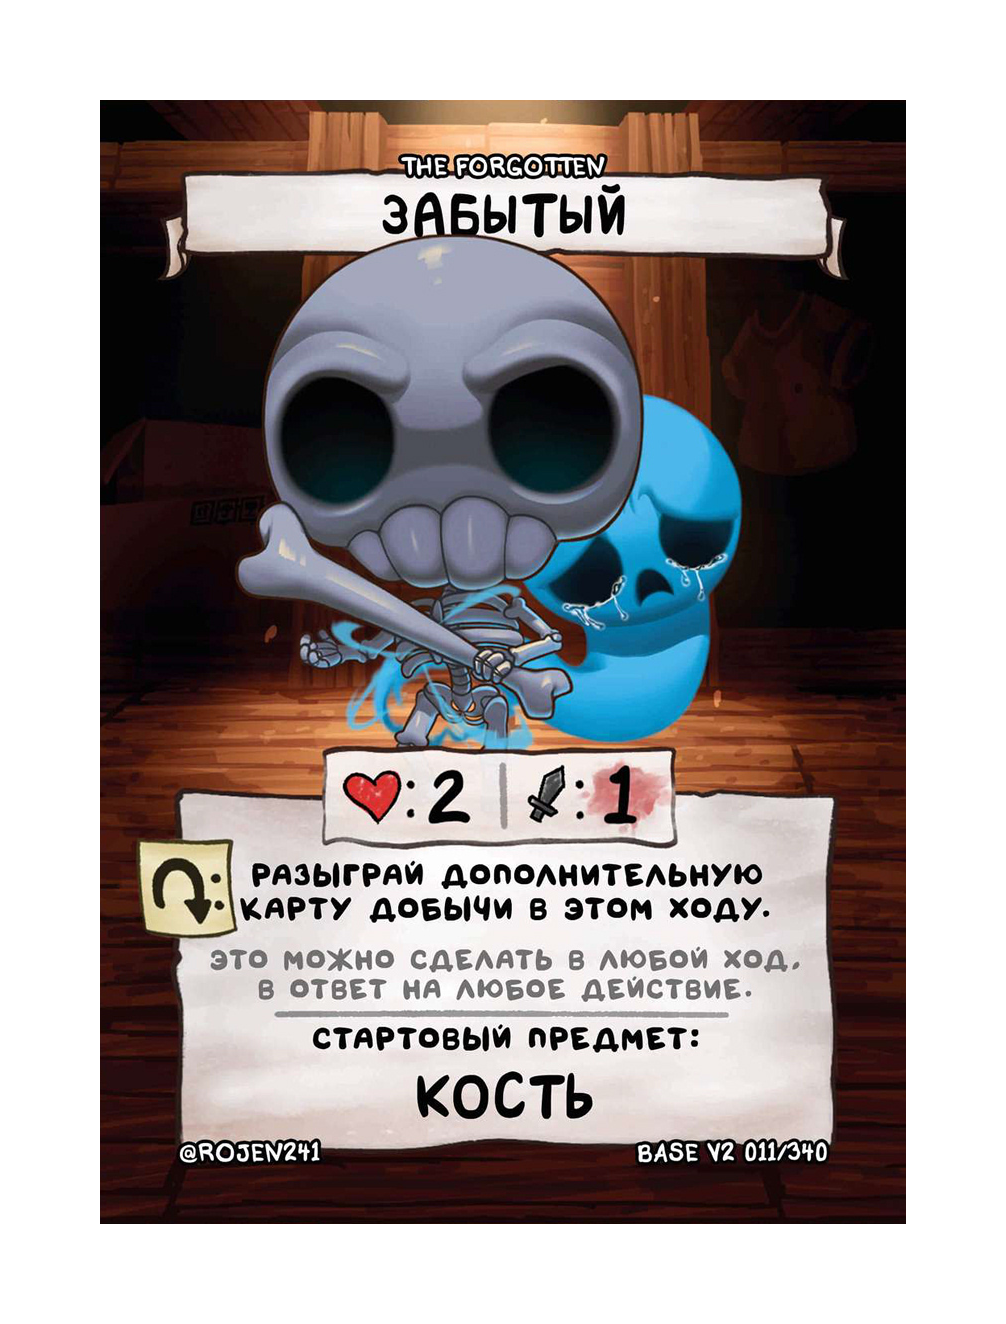 THE FORGOTTEN
ЗАБЫТЫЙ
:2 :1
РАЗЫГРАЙ ДОПОЛНИТЕЛЬНУЮ
КАРТУ ДОБЫЧИ В ЭТОМ ХОДУ.
ЭТО МОЖНО СДЕЛАТЬ В ЛЮБОЙ ХОД,
В ОТВЕТ НА ЛЮБОЕ ДЕЙСТВИЕ.
СТАРТОВЫЙ ПРЕДМЕТ:
КОСТЬ
@ROJEN241
BASE V2 011/340